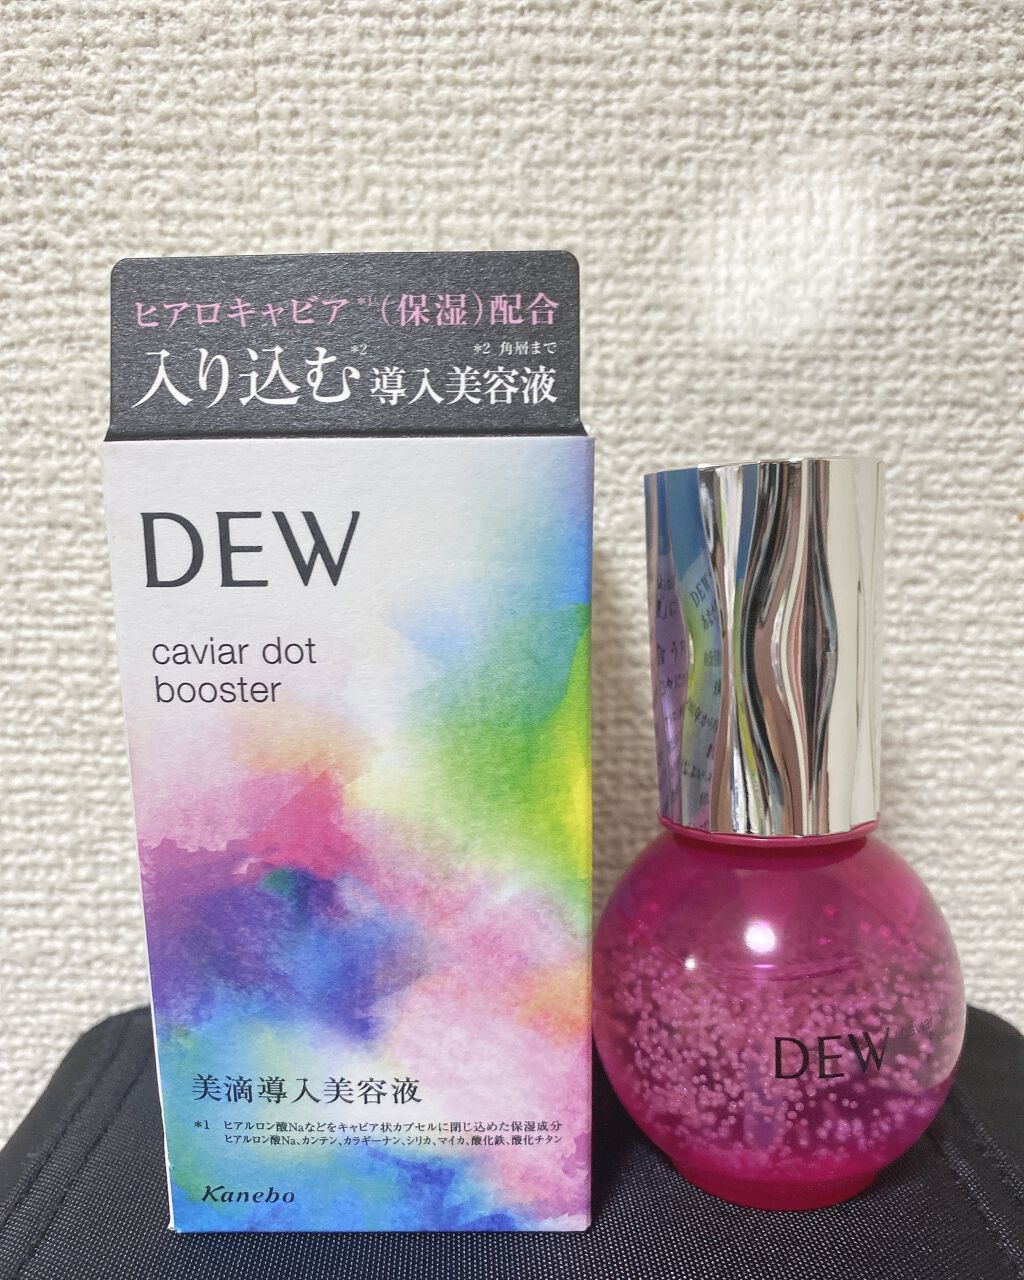 ヒアロキャビア*1(保湿)配合
*2 *2 角層まで
入り込む導入美容液
DEW
caviar dot
booster
美滴導入美容液
*1 ヒアルロン酸Naなどをキャビア状カプセルに閉じ込めた保湿成分
ヒアルロン酸Na、カンテン、カラギーナン、シリカ、マイカ、酸化鉄、酸化チタン
Kanebo
DEW
DEW caviar